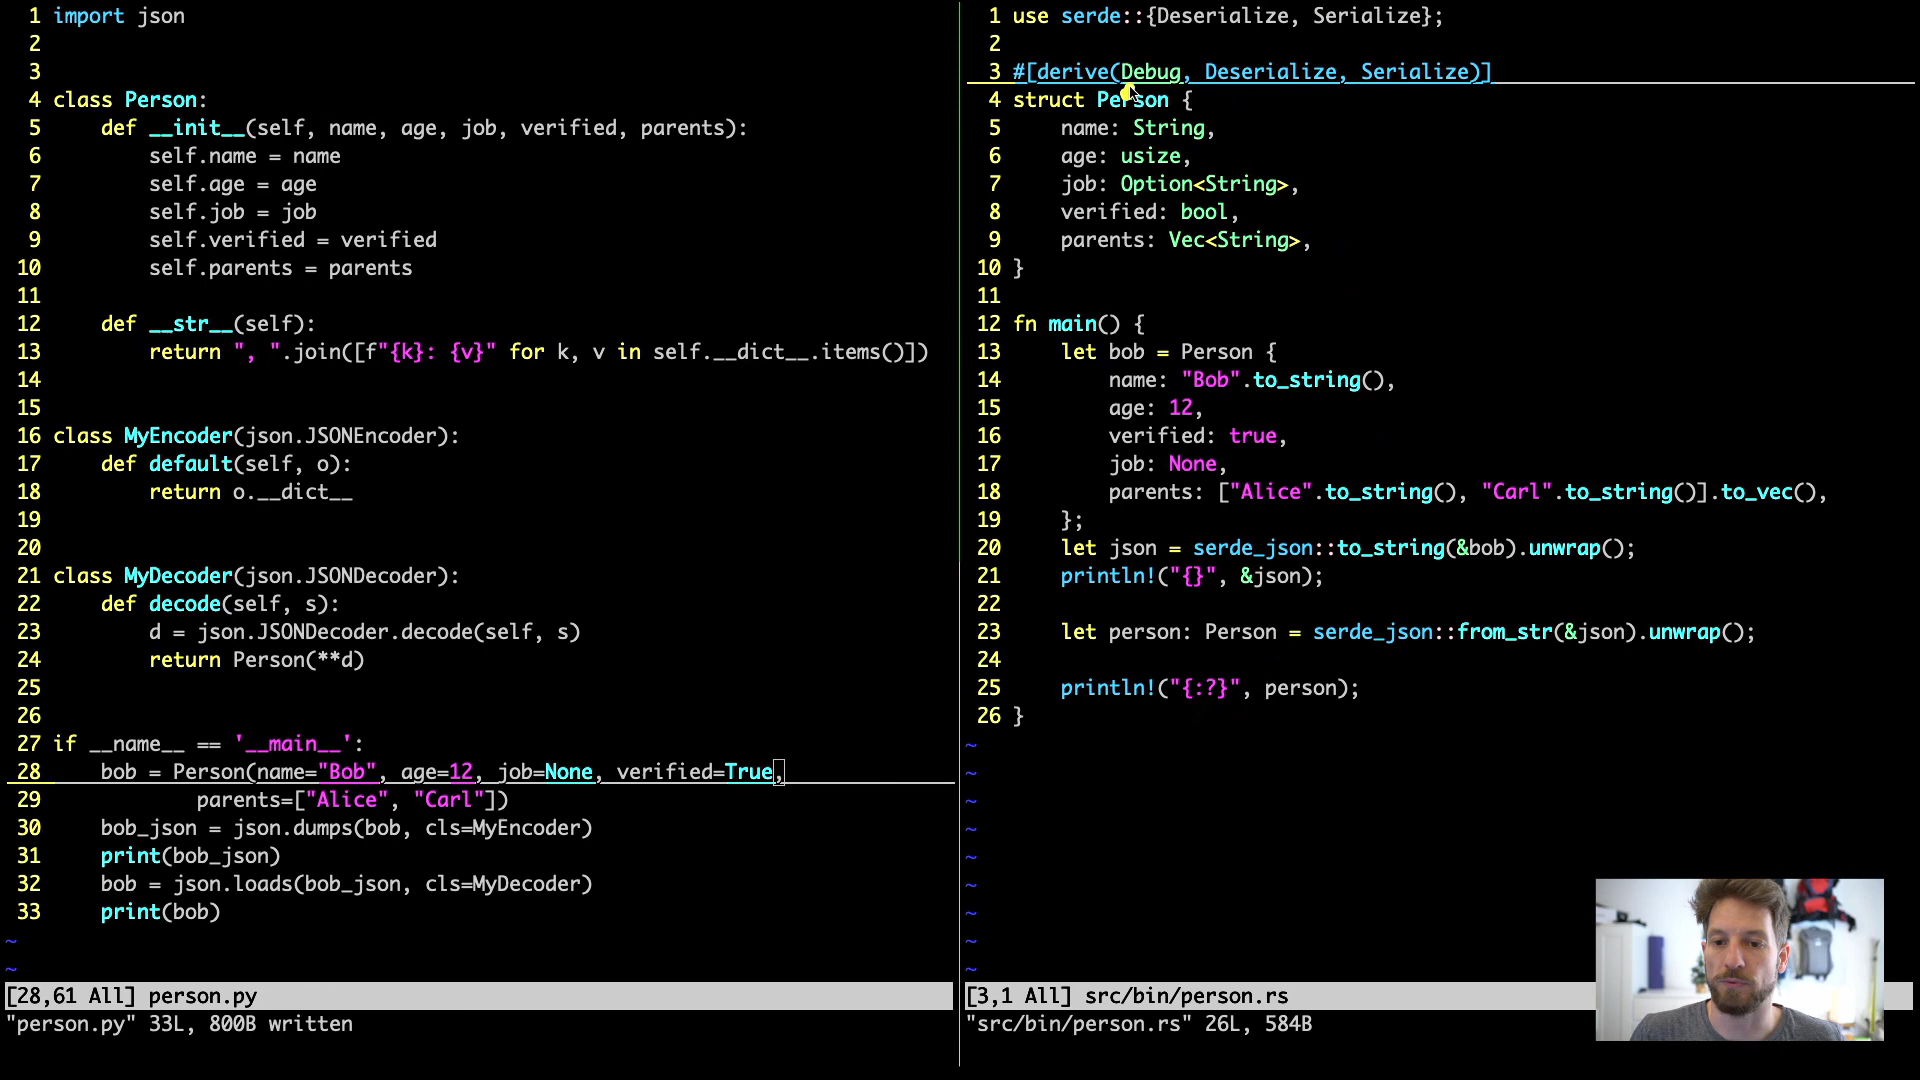 1 import json
2
3
4 class Person:
5     def __init__(self, name, age, job, verified, parents):
6         self.name = name
7         self.age = age
8         self.job = job
9         self.verified = verified
10         self.parents = parents
11
12     def __str__(self):
13         return ", ".join([f"{k}: {v}" for k, v in self.__dict__.items()])
14
15
16 class MyEncoder(json.JSONEncoder):
17     def default(self, o):
18         return o.__dict__
19
20
21 class MyDecoder(json.JSONDecoder):
22     def decode(self, s):
23         d = json.JSONDecoder.decode(self, s)
24         return Person(**d)
25
26
27 if __name__ == '__main__':
28     bob = Person(name="Bob", age=12, job=None, verified=True,
29             parents=["Alice", "Carl"])
30     bob_json = json.dumps(bob, cls=MyEncoder)
31     print(bob_json)
32     bob = json.loads(bob_json, cls=MyDecoder)
33     print(bob)
~
~
[28,61 All] person.py
"person.py" 33L, 800B written
1 use serde::{Deserialize, Serialize};
2
3 #[derive(Debug, Deserialize, Serialize)]
4 struct Person {
5     name: String,
6     age: usize,
7     job: Option<String>,
8     verified: bool,
9     parents: Vec<String>,
10 }
11
12 fn main() {
13     let bob = Person {
14         name: "Bob".to_string(),
15         age: 12,
16         verified: true,
17         job: None,
18         parents: ["Alice".to_string(), "Carl".to_string()].to_vec(),
19     };
20     let json = serde_json::to_string(&bob).unwrap();
21     println!("{}", &json);
22
23     let person: Person = serde_json::from_str(&json).unwrap();
24
25     println!("{:?}", person);
26 }
~
~
~
~
~
~
~
~
~
[3,1 All] src/bin/person.rs
"src/bin/person.rs" 26L, 584B